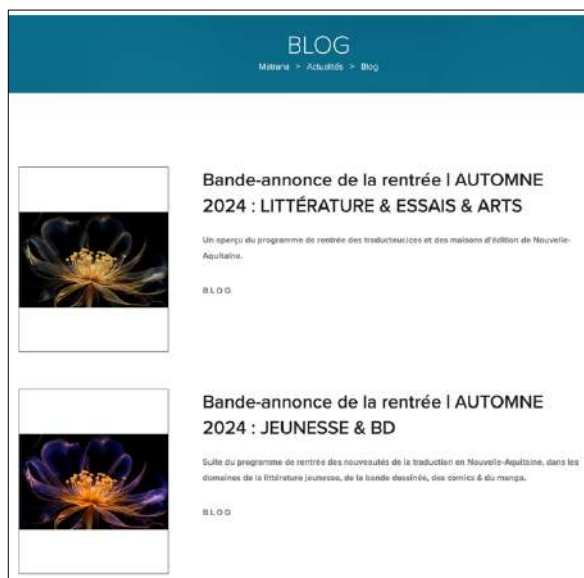 BLOG
Matrana > Actualités > Blog
Bande-annonce de la rentrée | AUTOMNE
2024 : LITTÉRATURE & ESSAIS & ARTS
Un aperçu du programme de rentrée des traducteur.ices et des maisons d'édition de Nouvelle-
Aquitaine.
BLOG
Bande-annonce de la rentrée | AUTOMNE
2024 : JEUNESSE & BD
Suite du programme de rentrée des nouveautés de la traduction en Nouvelle-Aquitaine, dans les
domaines de la littérature jeunesse, de la bande dessinée, des comics & du manga.
BLOG